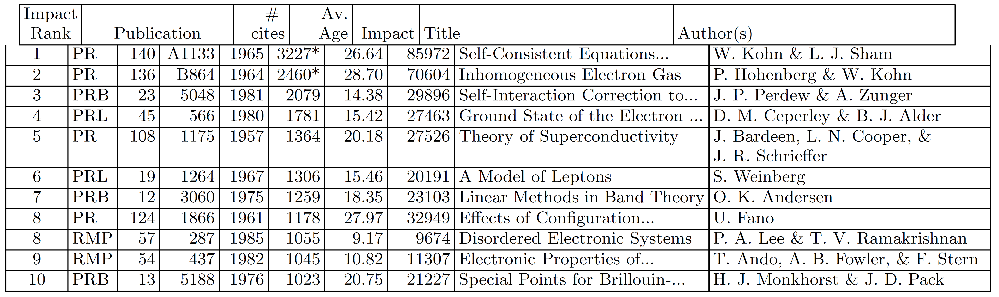 Impact # Av.
Rank Publication cites Age Impact Title Author(s)
1 PR 140 A1133 1965 3227* 26.64 85972 Self-Consistent Equations... W. Kohn & L. J. Sham
2 PR 136 B864 1964 2460* 28.70 70604 Inhomogeneous Electron Gas P. Hohenberg & W. Kohn
3 PRB 23 5048 1981 2079 14.38 29896 Self-Interaction Correction to... J. P. Perdew & A. Zunger
4 PRL 45 566 1980 1781 15.42 27463 Ground State of the Electron ... D. M. Ceperley & B. J. Alder
5 PR 108 1175 1957 1364 20.18 27526 Theory of Superconductivity J. Bardeen, L. N. Cooper, &
J. R. Schrieffer
6 PRL 19 1264 1967 1306 15.46 20191 A Model of Leptons S. Weinberg
7 PRB 12 3060 1975 1259 18.35 23103 Linear Methods in Band Theory O. K. Andersen
8 PR 124 1866 1961 1178 27.97 32949 Effects of Configuration... U. Fano
8 RMP 57 287 1985 1055 9.17 9674 Disordered Electronic Systems P. A. Lee & T. V. Ramakrishnan
9 RMP 54 437 1982 1045 10.82 11307 Electronic Properties of... T. Ando, A. B. Fowler, & F. Stern
10 PRB 13 5188 1976 1023 20.75 21227 Special Points for Brillouin-... H. J. Monkhorst & J. D. Pack